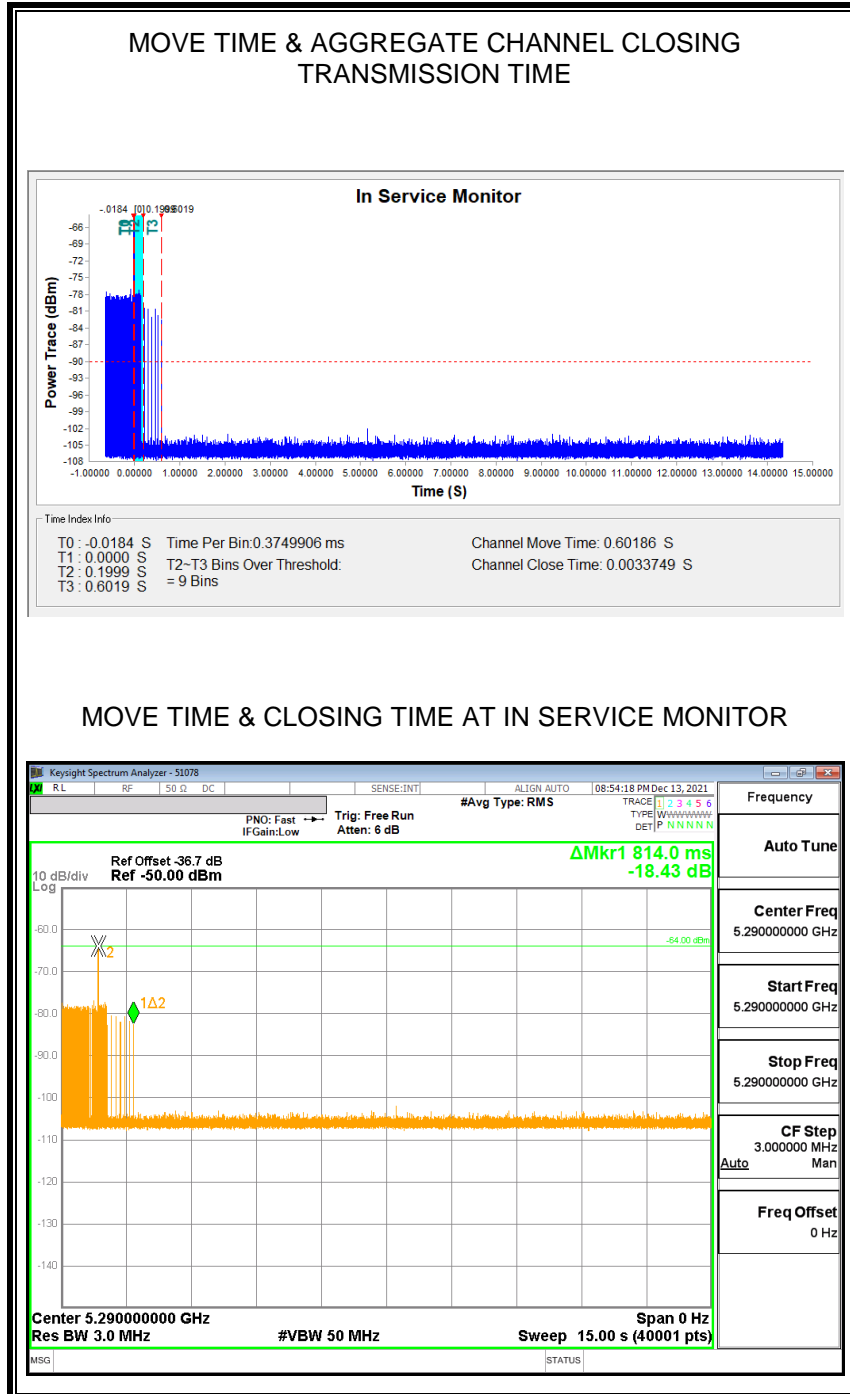 MOVE TIME & AGGREGATE CHANNEL CLOSING
TRANSMISSION TIME
In Service Monitor
-.0184
T3
Power Trace (dBm)
-66
-69
-72
-75
-78
-81
-84
-87
-90
-93
-96
-99
-102
-105
-108
-1.00000 0.00000 1.00000 2.00000 3.00000 4.00000 5.00000 6.00000 7.00000 8.00000 9.00000 10.00000 11.00000 12.00000 13.00000 14.00000 15.00000
Time (S)
Time Index Info
T0 : -0.0184 S Time Per Bin:0.3749906 ms Channel Move Time: 0.60186 S
T1 : 0.0000 S
T2 : 0.1999 S T2~T3 Bins Over Threshold: Channel Close Time: 0.0033749 S
T3 : 0.6019 S = 9 Bins
MOVE TIME & CLOSING TIME AT IN SERVICE MONITOR
Keysight Spectrum Analyzer - 51078
LXI RL RF 50 Ω DC SENSE:INT ALIGN AUTO 08:54:18 PM Dec 13, 2021
#Avg Type: RMS TRACE 1 2 3 4 5 6
PNO: Fast Trig: Free Run TYPE WWWWWW
IFGain:Low Atten: 6 dB DET P N N N N N
ΔMkr1 814.0 ms
Ref Offset -36.7 dB
10 dB/div Ref -50.00 dBm -18.43 dB
Log
-60.0
-64.00 dBm
2
-70.0
1Δ2
-80.0
-90.0
-100
-110
-120
-130
-140
Center 5.290000000 GHz Span 0 Hz
Res BW 3.0 MHz #VBW 50 MHz Sweep 15.00 s (40001 pts)
MSG STATUS
Frequency
Auto Tune
Center Freq
5.290000000 GHz
Start Freq
5.290000000 GHz
Stop Freq
5.290000000 GHz
CF Step
3.000000 MHz
Auto Man
Freq Offset
0 Hz